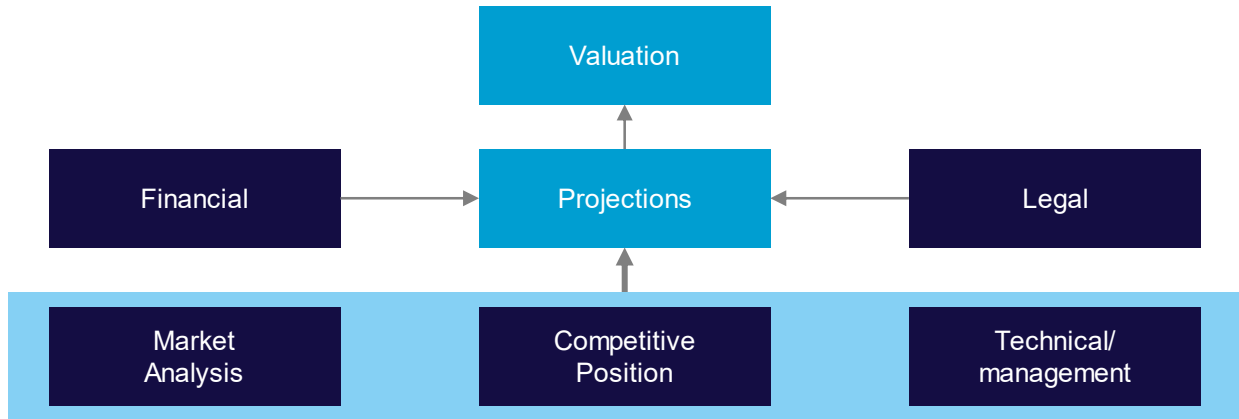 Valuation
Financial
Projections
Legal
Market
Analysis
Competitive
Position
Technical/
management